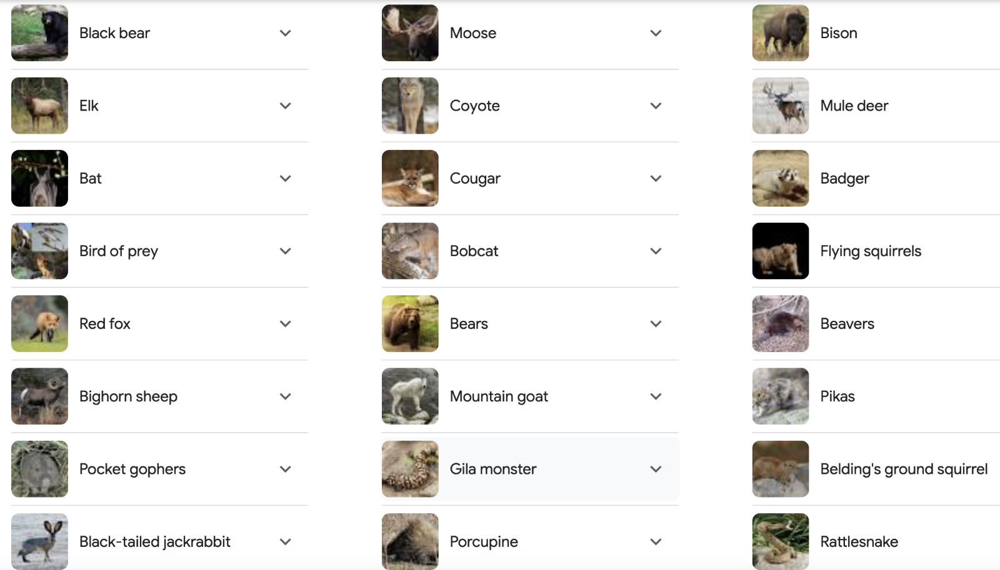 Black bear
Moose
Bison
Elk
Coyote
Mule deer
Bat
Cougar
Badger
Bird of prey
Bobcat
Flying squirrels
Red fox
Bears
Beavers
Bighorn sheep
Mountain goat
Pikas
Pocket gophers
Gila monster
Belding's ground squirrel
Black-tailed jackrabbit
Porcupine
Rattlesnake